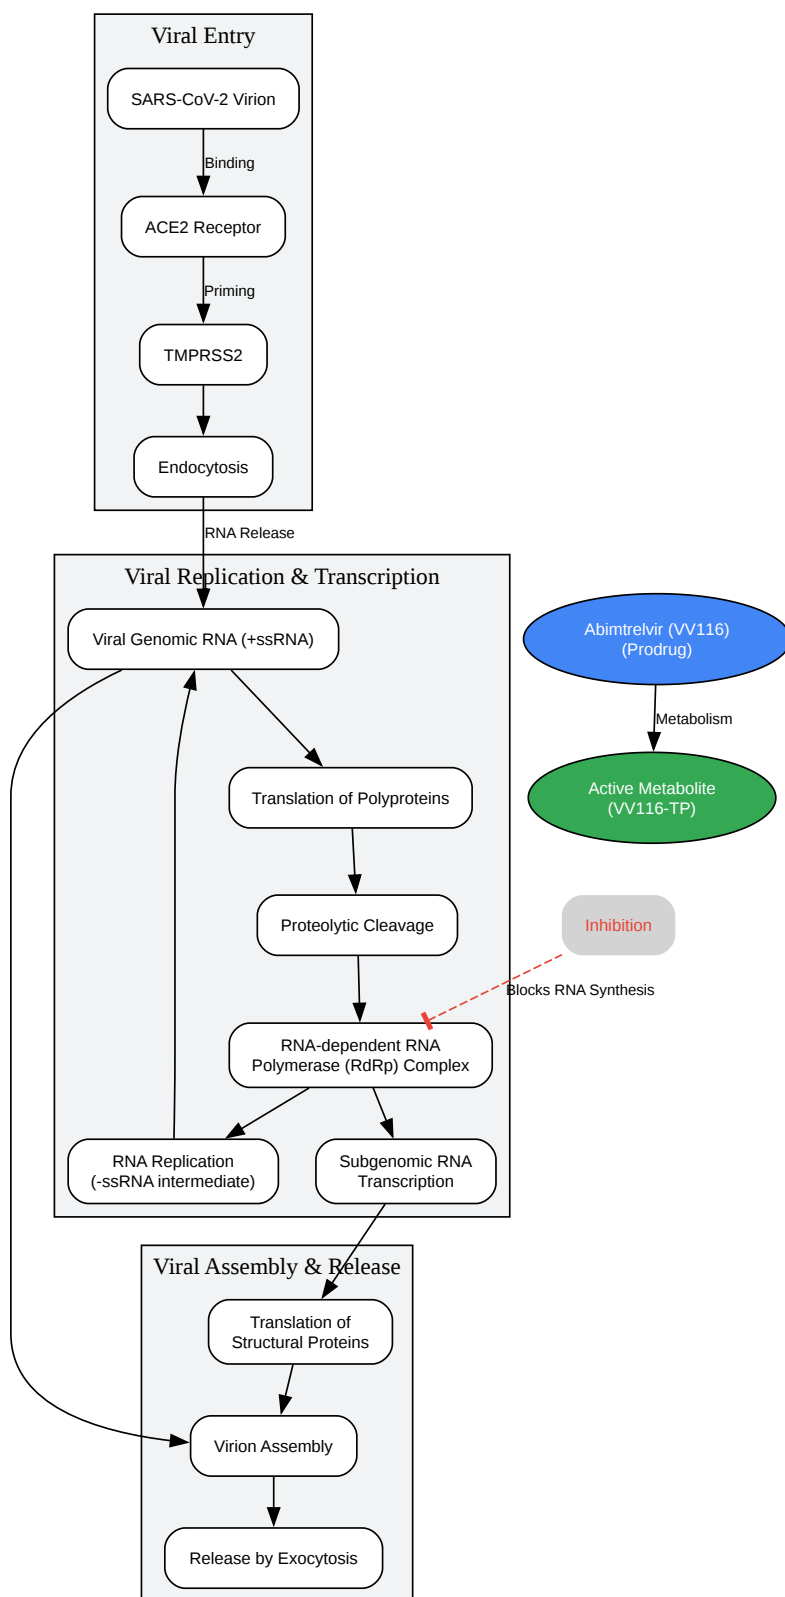 Viral Entry
SARS-CoV-2 Virion
Binding
ACE2 Receptor
Priming
TMPRSS2
Endocytosis
RNA Release
Viral Replication & Transcription
Viral Genomic RNA (+ssRNA)
Abimtrelvir (VV116)
(Prodrug)
Metabolism
Translation of Polyproteins
Active Metabolite
(VV116-TP)
Proteolytic Cleavage
Inhibition
Blocks RNA Synthesis
RNA-dependent RNA
Polymerase (RdRp) Complex
RNA Replication
(-ssRNA intermediate)
Subgenomic RNA
Transcription
Viral Assembly & Release
Translation of
Structural Proteins
Virion Assembly
Release by Exocytosis